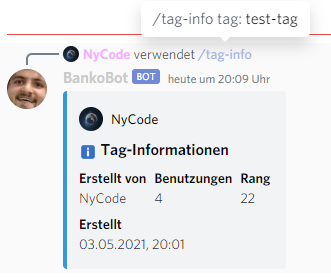 /tag-info tag: test-tag
NyCode verwendet /tag-info
BankoBot BOT heute um 20:09 Uhr
NyCode
i Tag-Informationen
Erstellt von Benutzungen Rang
NyCode 4 22
Erstellt
03.05.2021, 20:01